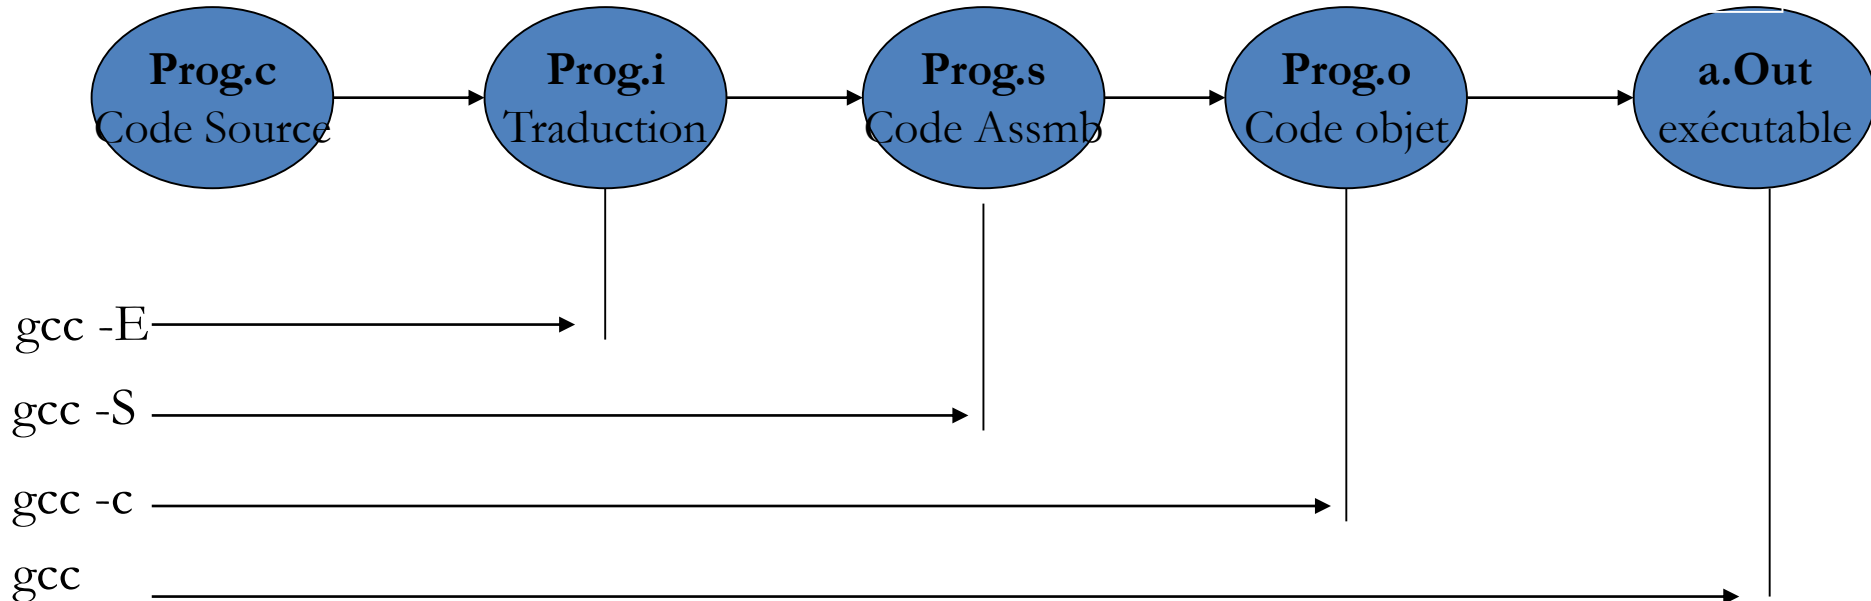 Prog.c
Code Source
Prog.i
Traduction
Prog.s
Code Assmb
Prog.o
Code objet
a.Out
exécutable
gcc -E
gcc -S
gcc -c
gcc